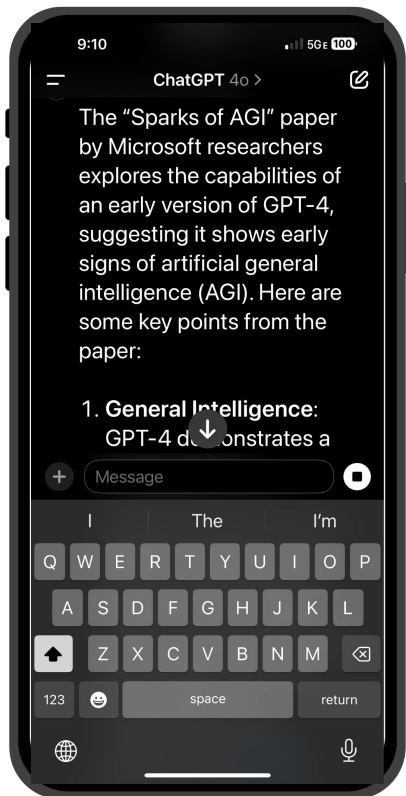 9:10
5GE 100
ChatGPT 4o >
The “Sparks of AGI” paper
by Microsoft researchers
explores the capabilities of
an early version of GPT-4,
suggesting it shows early
signs of artificial general
intelligence (AGI). Here are
some key points from the
paper:
1. General Intelligence:
GPT-4 demonstrates a
Message
I The I’m
Q W E R T Y U I O P
A S D F G H J K L
Z X C V B N M
123 space return